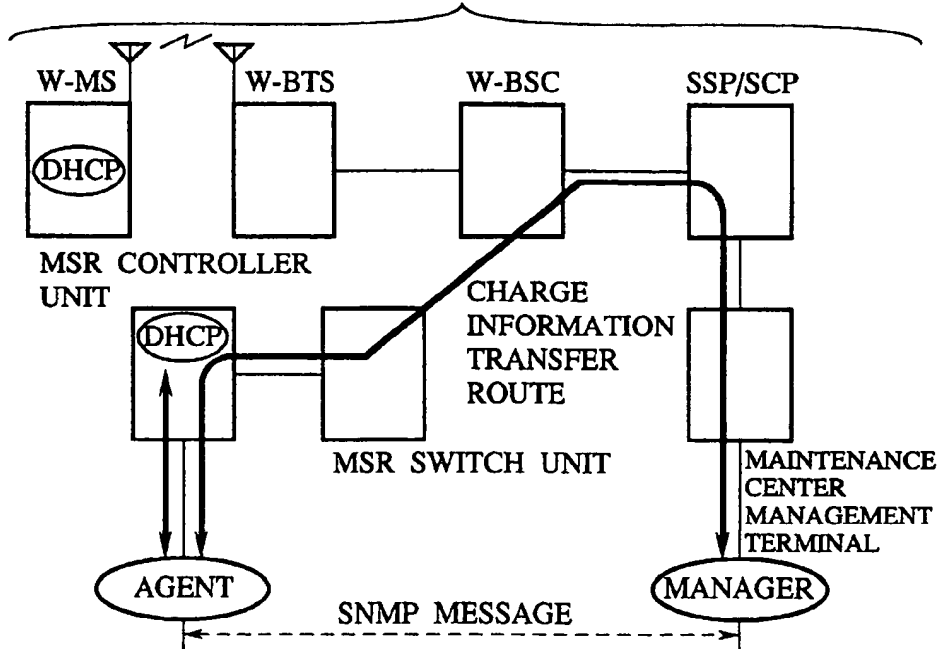 W-MS
W-BTS
W-BSC
SSP/SCP
DHCP
MSR CONTROLLER
UNIT
DHCP
CHARGE
INFORMATION
TRANSFER
ROUTE
MSR SWITCH UNIT
MAINTENANCE
CENTER
MANAGEMENT
TERMINAL
AGENT
MANAGER
SNMP MESSAGE